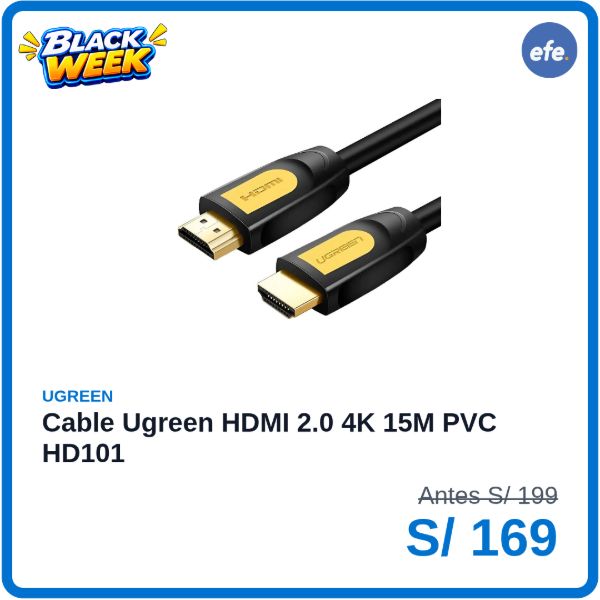 BLACK
WEEK
efe.
HDMI
UGREEN
UGREEN
Cable Ugreen HDMI 2.0 4K 15M PVC
HD101
Antes S/ 199
S/ 169